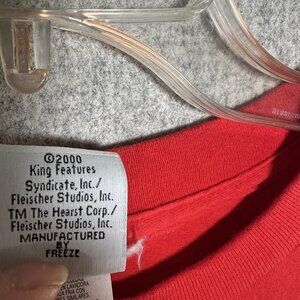 ©2000
King Features
Syndicate, Inc./
Fleischer Studios, Inc.
TM The Hearst Corp./
Fleischer Studios, Inc.
MANUFACTURED
BY
FREEZE